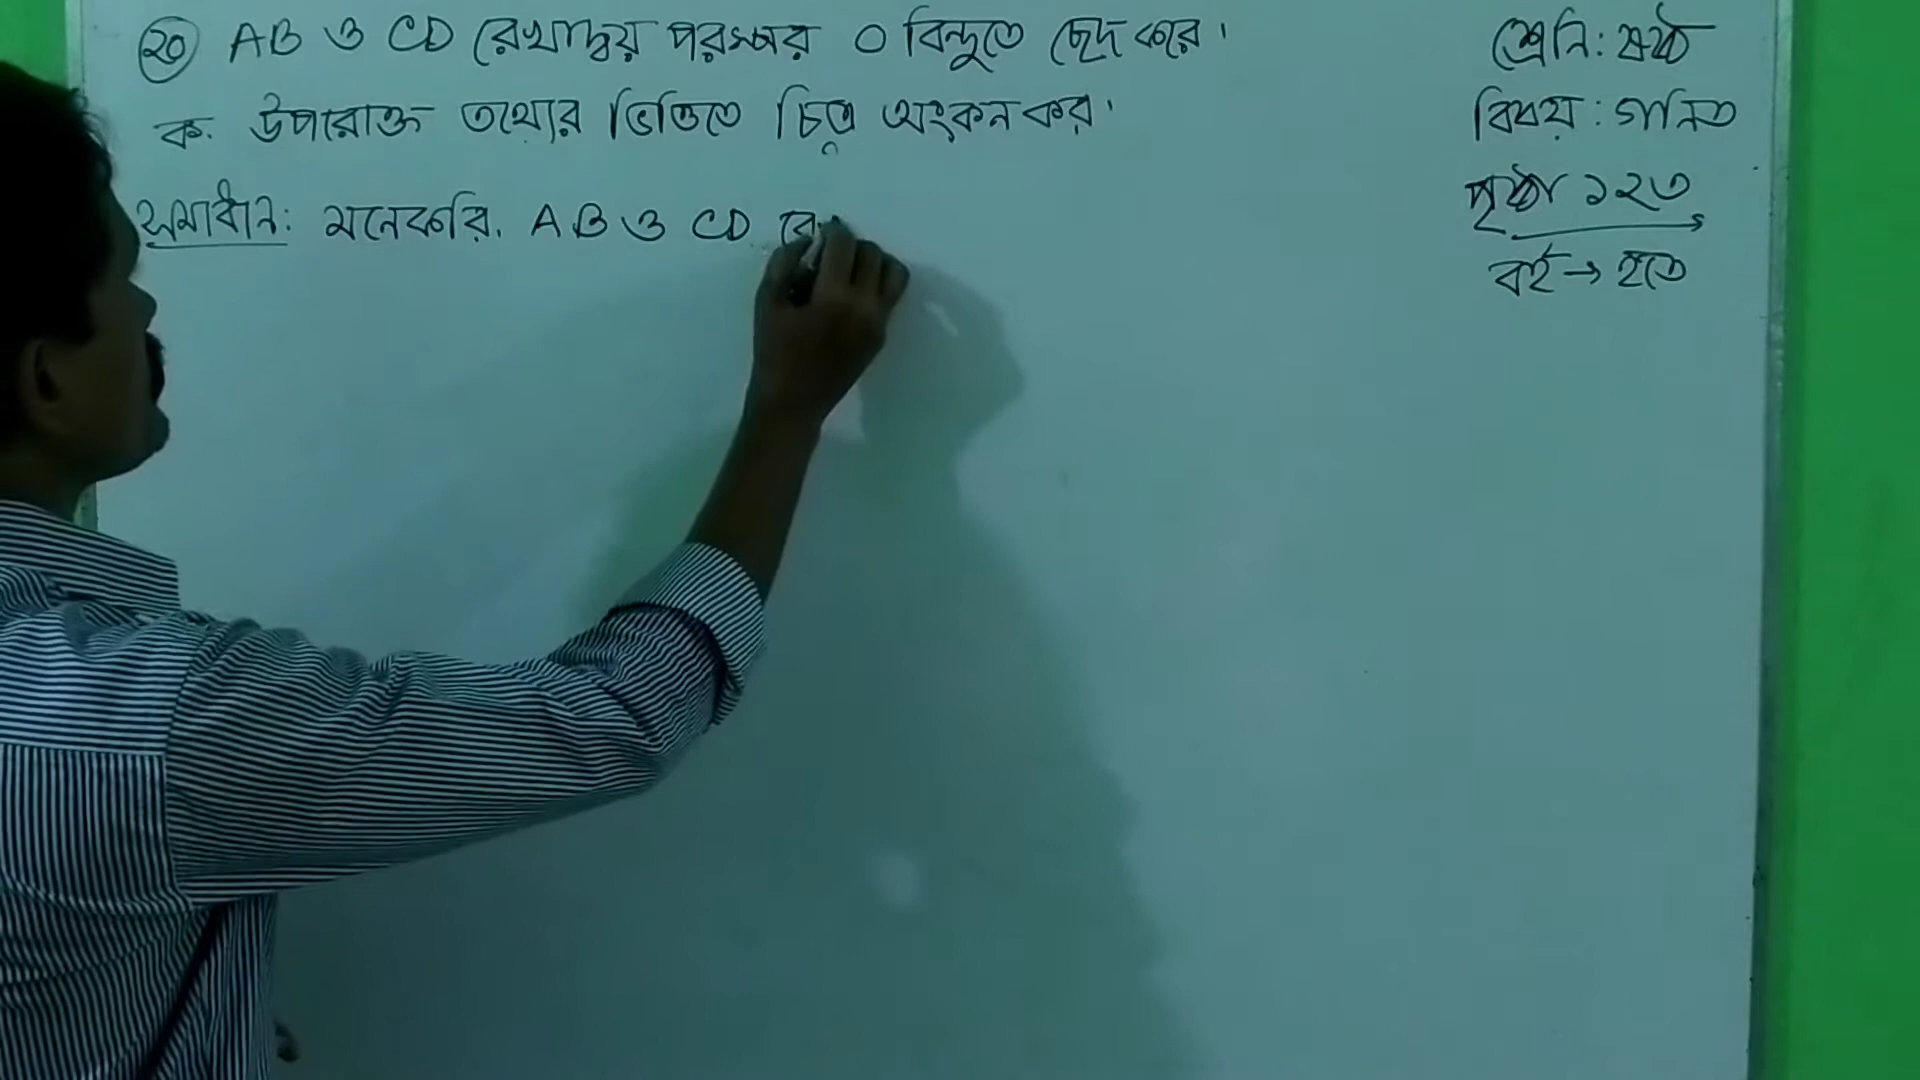 ২০ AB ও CD রেখাদ্বয় পরস্পর O বিন্দুতে ছেদ করে।
ক. উপরোক্ত তথ্যের ভিত্তিতে চিত্র অংকন কর।
সমাধান: মনেকরি, AB ও CD রে
শ্রেনি: ষষ্ঠ
বিষয়: গনিত
পৃষ্ঠা ১২৩
বই → হতে